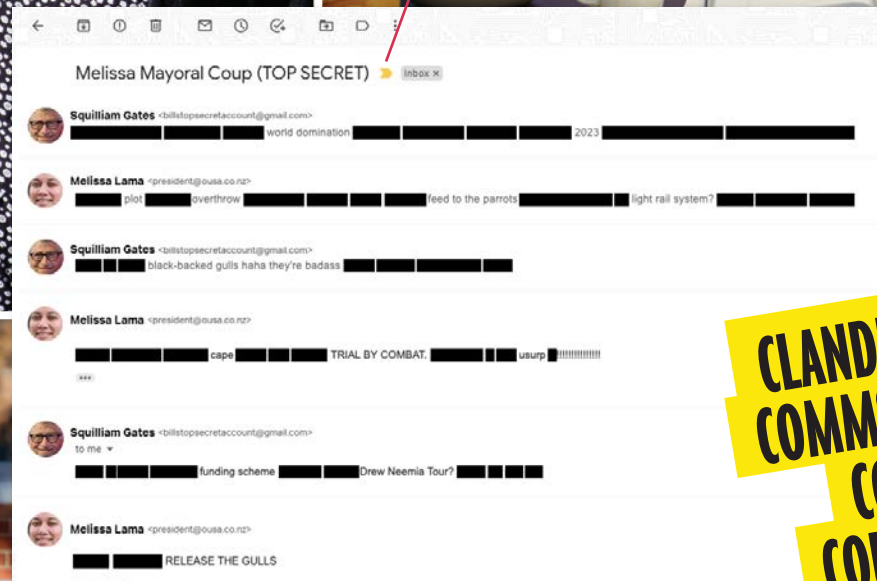 Melissa Mayoral Coup (TOP SECRET) Inbox ×
Squilliam Gates <billstopsecretaccount@gmail.com>
world domination 2023
Melissa Lama <president@ousa.co.nz>
plot overthrow feed to the parrots light rail system?
Squilliam Gates <billstopsecretaccount@gmail.com>
black-backed gulls haha they're badass
Melissa Lama <president@ousa.co.nz>
cape TRIAL BY COMBAT. usurp !!!!!!!!!!!!!!!!
Squilliam Gates <billstopsecretaccount@gmail.com>
to me
funding scheme Drew Neemia Tour?
Melissa Lama <president@ousa.co.nz>
RELEASE THE GULLS